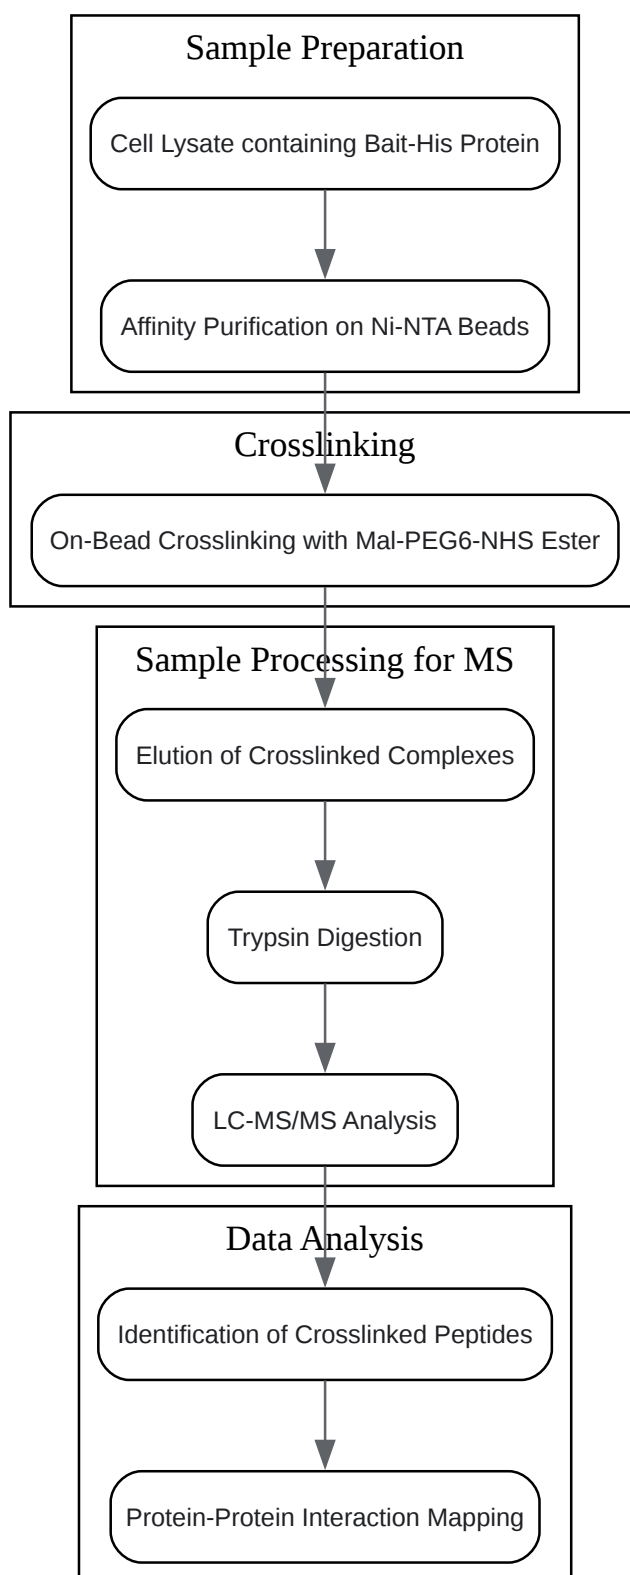 Sample Preparation
Cell Lysate containing Bait-His Protein
Affinity Purification on Ni-NTA Beads
Crosslinking
On-Bead Crosslinking with Mal-PEG6-NHS Ester
Sample Processing for MS
Elution of Crosslinked Complexes
Trypsin Digestion
LC-MS/MS Analysis
Data Analysis
Identification of Crosslinked Peptides
Protein-Protein Interaction Mapping